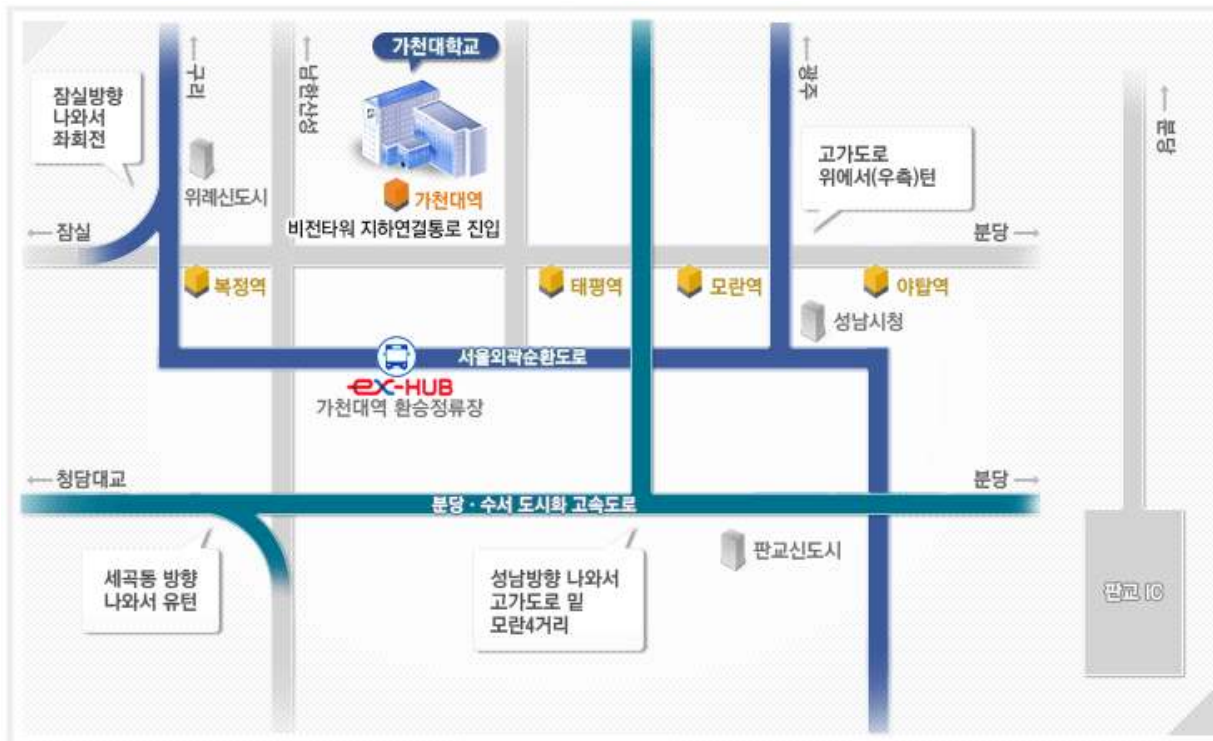 가천대학교
← 구리
← 남한산성
← 광주
← 분당
잠실방향
나와서
좌회전
고가도로
위에서(우측)턴
위례신도시
가천대역
비전타워 지하연결통로 진입
← 잠실
분당 →
복정역
태평역
모란역
야탑역
성남시청
서울외곽순환도로
ex-HUB
가천대역 환승정류장
← 청담대교
분당 →
분당 · 수서 도시화 고속도로
판교신도시
세곡동 방향
나와서 유턴
성남방향 나와서
고가도로 밑
모란4거리
판교 IC